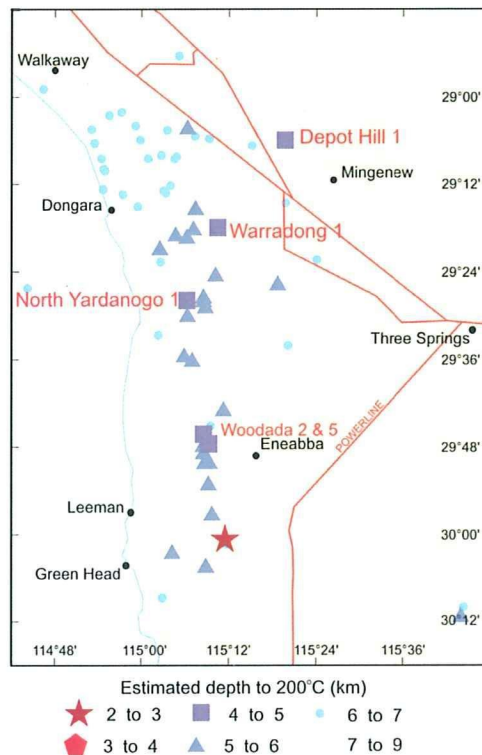 Walkaway
29°00'
Depot Hill 1
Mingenew
29°12'
Dongara
Warradong 1
29°24'
North Yardanogo 1
Three Springs
29°36'
Woodada 2 & 5
Eneabba
POWERLINE
29°48'
Leeman
30°00'
Green Head
30°12'
114°48' 115°00' 115°12' 115°24' 115°36'
Estimated depth to 200°C (km)
2 to 3 4 to 5 6 to 7
3 to 4 5 to 6 7 to 9